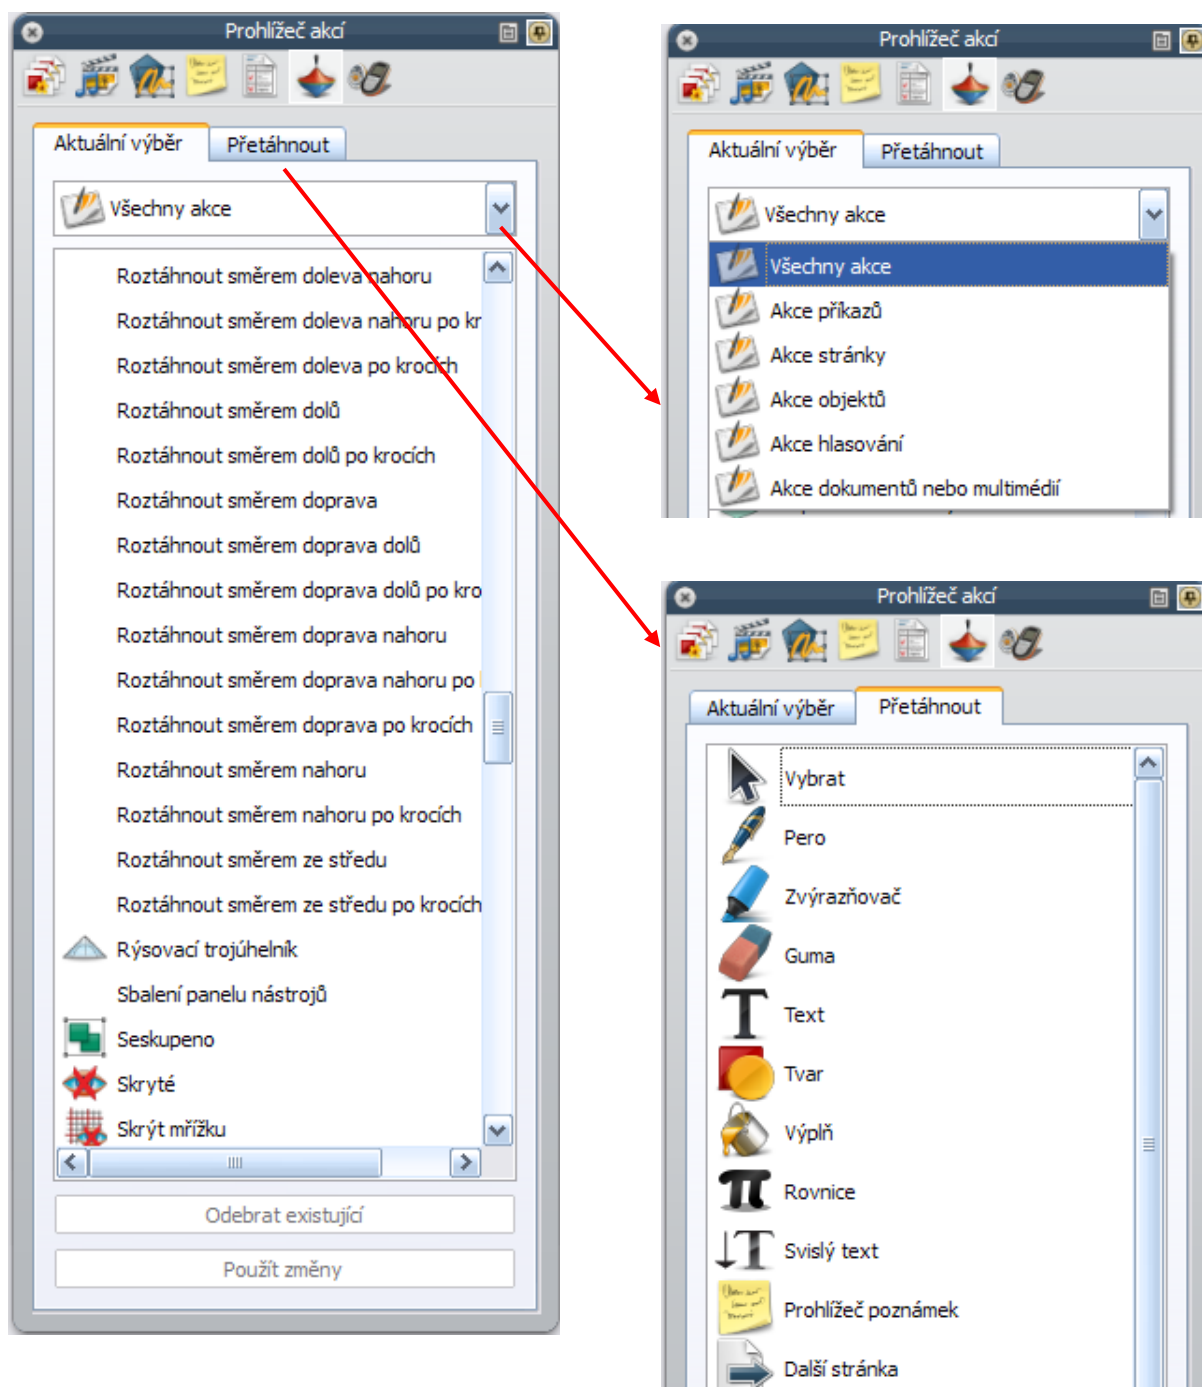 Prohlížeč akcí
Aktuální výběr
Přetáhnout
Všechny akce
Roztáhnout směrem doleva nahoru
Roztáhnout směrem doleva nahoru po kr
Roztáhnout směrem doleva po krocích
Roztáhnout směrem dolů
Roztáhnout směrem dolů po krocích
Roztáhnout směrem doprava
Roztáhnout směrem doprava dolů
Roztáhnout směrem doprava dolů po kro
Roztáhnout směrem doprava nahoru
Roztáhnout směrem doprava nahoru po
Roztáhnout směrem doprava po krocích
Roztáhnout směrem nahoru
Roztáhnout směrem nahoru po krocích
Roztáhnout směrem ze středu
Roztáhnout směrem ze středu po krocích
Rýsovací trojúhelník
Sbalení panelu nástrojů
Seskupeno
Skryté
Skrýt mřížku
Odebrat existující
Použít změny
Prohlížeč akcí
Aktuální výběr
Přetáhnout
Všechny akce
Všechny akce
Akce příkazů
Akce stránky
Akce objektů
Akce hlasování
Akce dokumentů nebo multimédií
Prohlížeč akcí
Aktuální výběr
Přetáhnout
Vybrat
Pero
Zvýrazňovač
Guma
Text
Tvar
Výplň
Rovnice
Svislý text
Prohlížeč poznámek
Další stránka